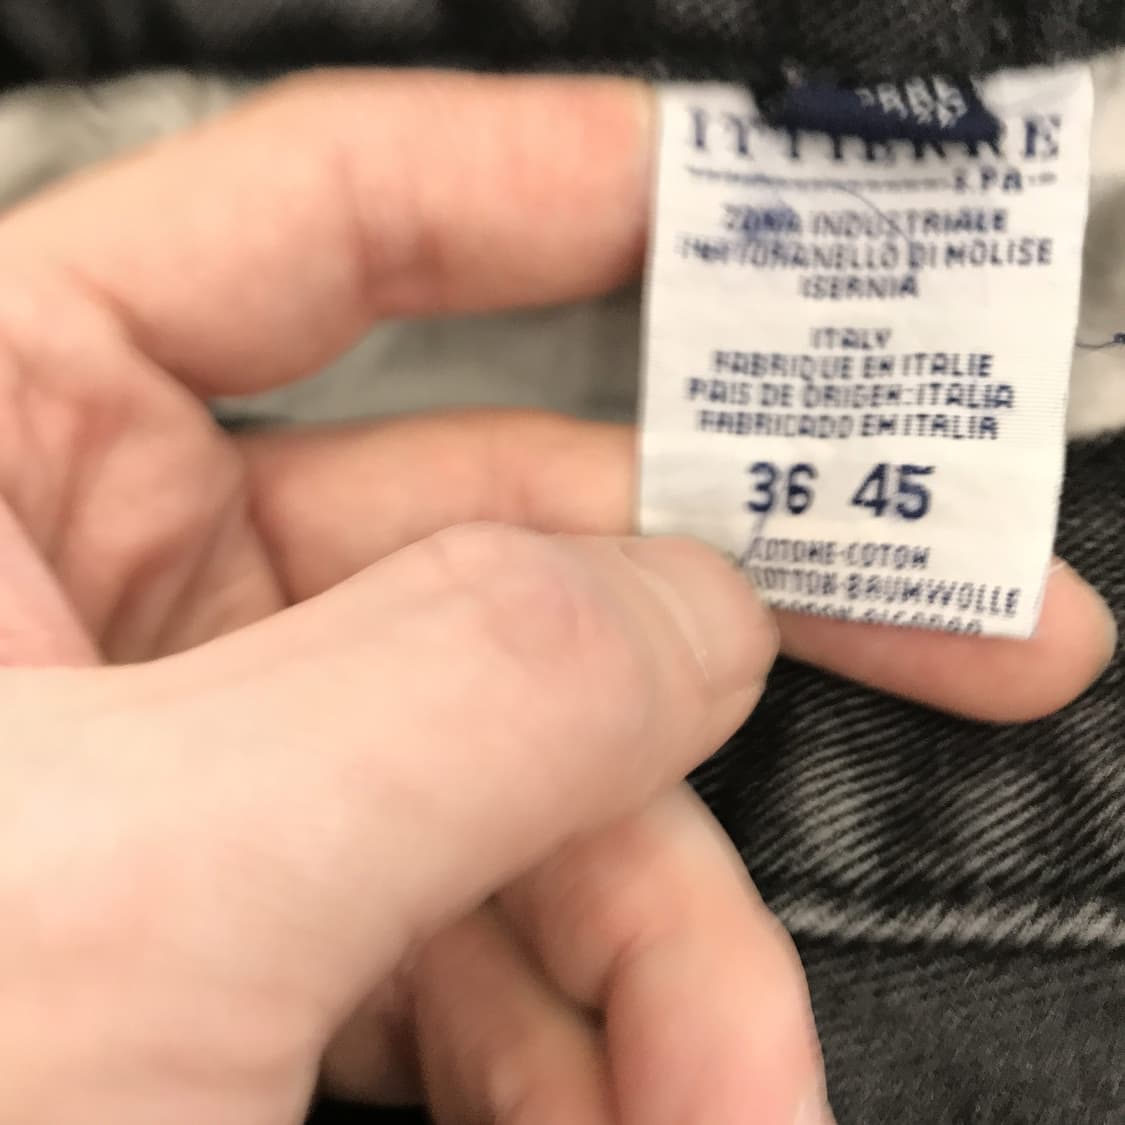 ITTIERRE
S.P.A.
ZONA INDUSTRIALE
PETTORANELLO DI MOLISE
ISERNIA
ITALY
FABRIQUE EN ITALIE
PAIS DE ORIGEN:ITALIA
FABRICADO EM ITALIA
36 45
COTONE-COTON
COTTON-BAUMWOLLE